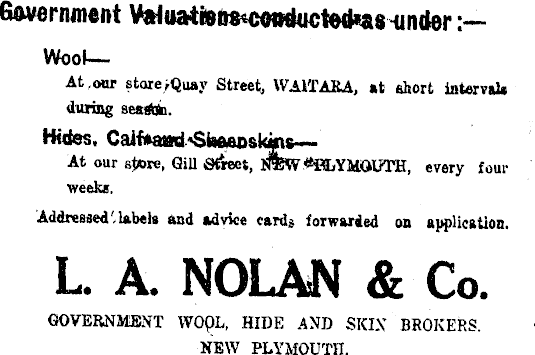 Government Valuations conducted as under :—
Wool—
At our store, Quay Street, WAITARA, at short intervals
during season.
Hides, Calf and Sheepskins—
At our store, Gill Street, NEW PLYMOUTH, every four
weeks.
Addressed labels and advice cards forwarded on application.
L. A. NOLAN & Co.
GOVERNMENT WOOL, HIDE AND SKIN BROKERS.
NEW PLYMOUTH.